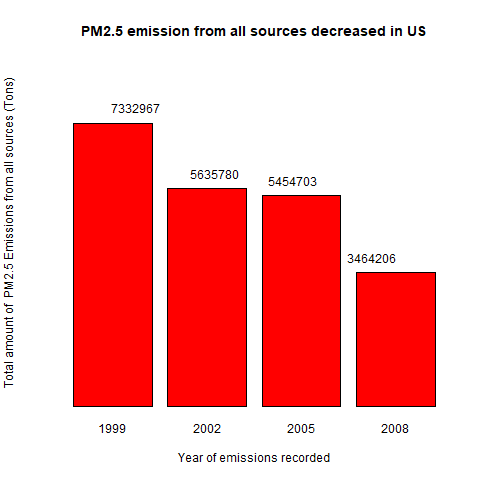 PM2.5 emission from all sources decreased in US
Total amount of PM2.5 Emissions from all sources (Tons)
7332967
5635780
5454703
3464206
1999
2002
2005
2008
Year of emissions recorded